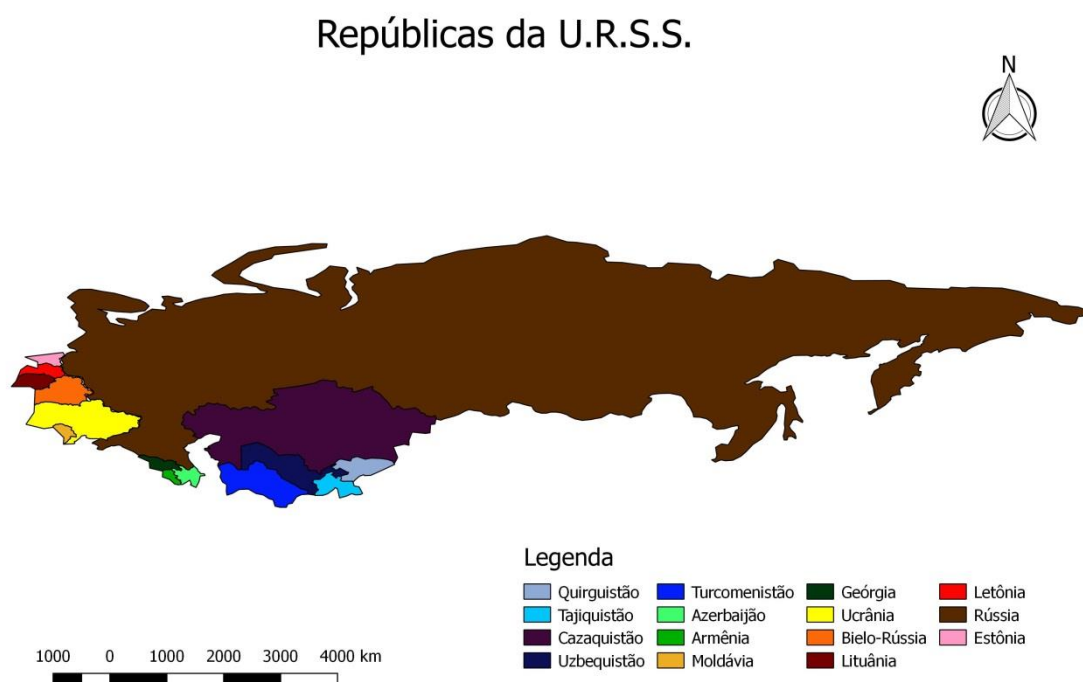 Repúblicas da U.R.S.S.
N
Legenda
Quirguistão Turcomenistão Geórgia Letônia
Tajiquistão Azerbaijão Ucrânia Rússia
Cazaquistão Armênia Bielo-Rússia Estônia
Uzbequistão Moldávia Lituânia
1000 0 1000 2000 3000 4000 km